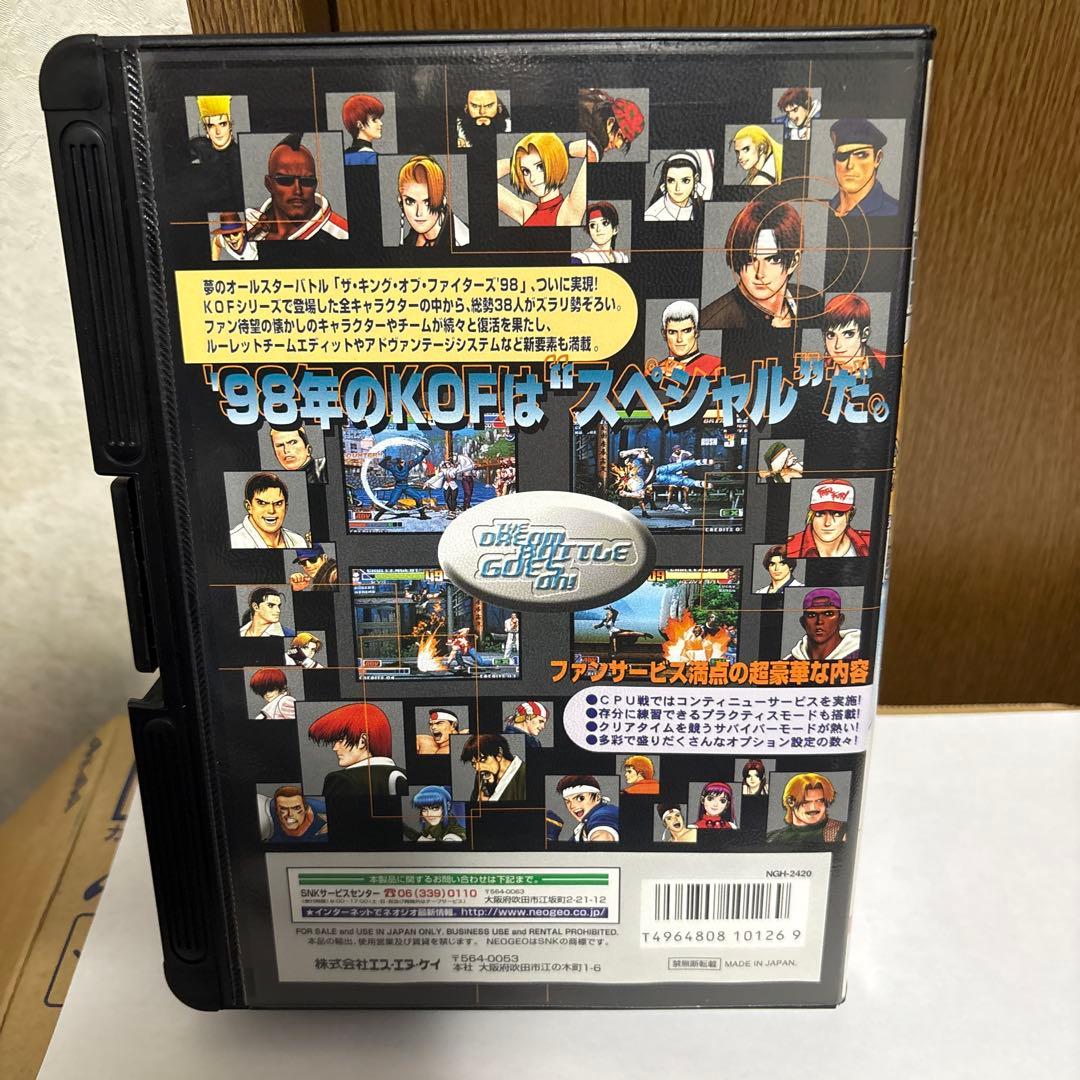 夢のオールスターバトル「ザ・キング・オブ・ファイターズ'98」、ついに実現!
KOFシリーズで登場した全キャラクターの中から、総勢38人がズラリ勢ぞろい。
ファン待望の懐かしのキャラクターやチームが続々と復活を果たし、
ルーレットチームエディットやアドヴァンテージシステムなど新要素も満載。
'98年のKOFは“スペシャル”だ。
THE
DREAM
BATTLE
GOES
ON!
ファンサービス満点の超豪華な内容
●CPU戦ではコンティニューサービスを実施!
●存分に練習できるプラクティスモードも搭載!
●クリアタイムを競うサバイバーモードが熱い!
●多彩で盛りだくさんなオプション設定の数々!
本製品に関するお問い合わせは下記まで。
SNKサービスセンター ☎06(339)0110 〒564-0063
大阪府吹田市江坂町2-21-12
★インターネットでネオジオ最新情報。http://www.neogeo.co.jp/
FOR SALE and USE IN JAPAN ONLY. BUSINESS USE and RENTAL PROHIBITED.
本品の輸出、使用営業及び賃貸を禁じます。 NEOGEOはSNKの商標です。
株式会社エス・エヌ・ケイ 〒564-0053
本社 大阪府吹田市江の木町1-6
NGH-2420
T4964808 10126 9
禁無断転載 MADE IN JAPAN.